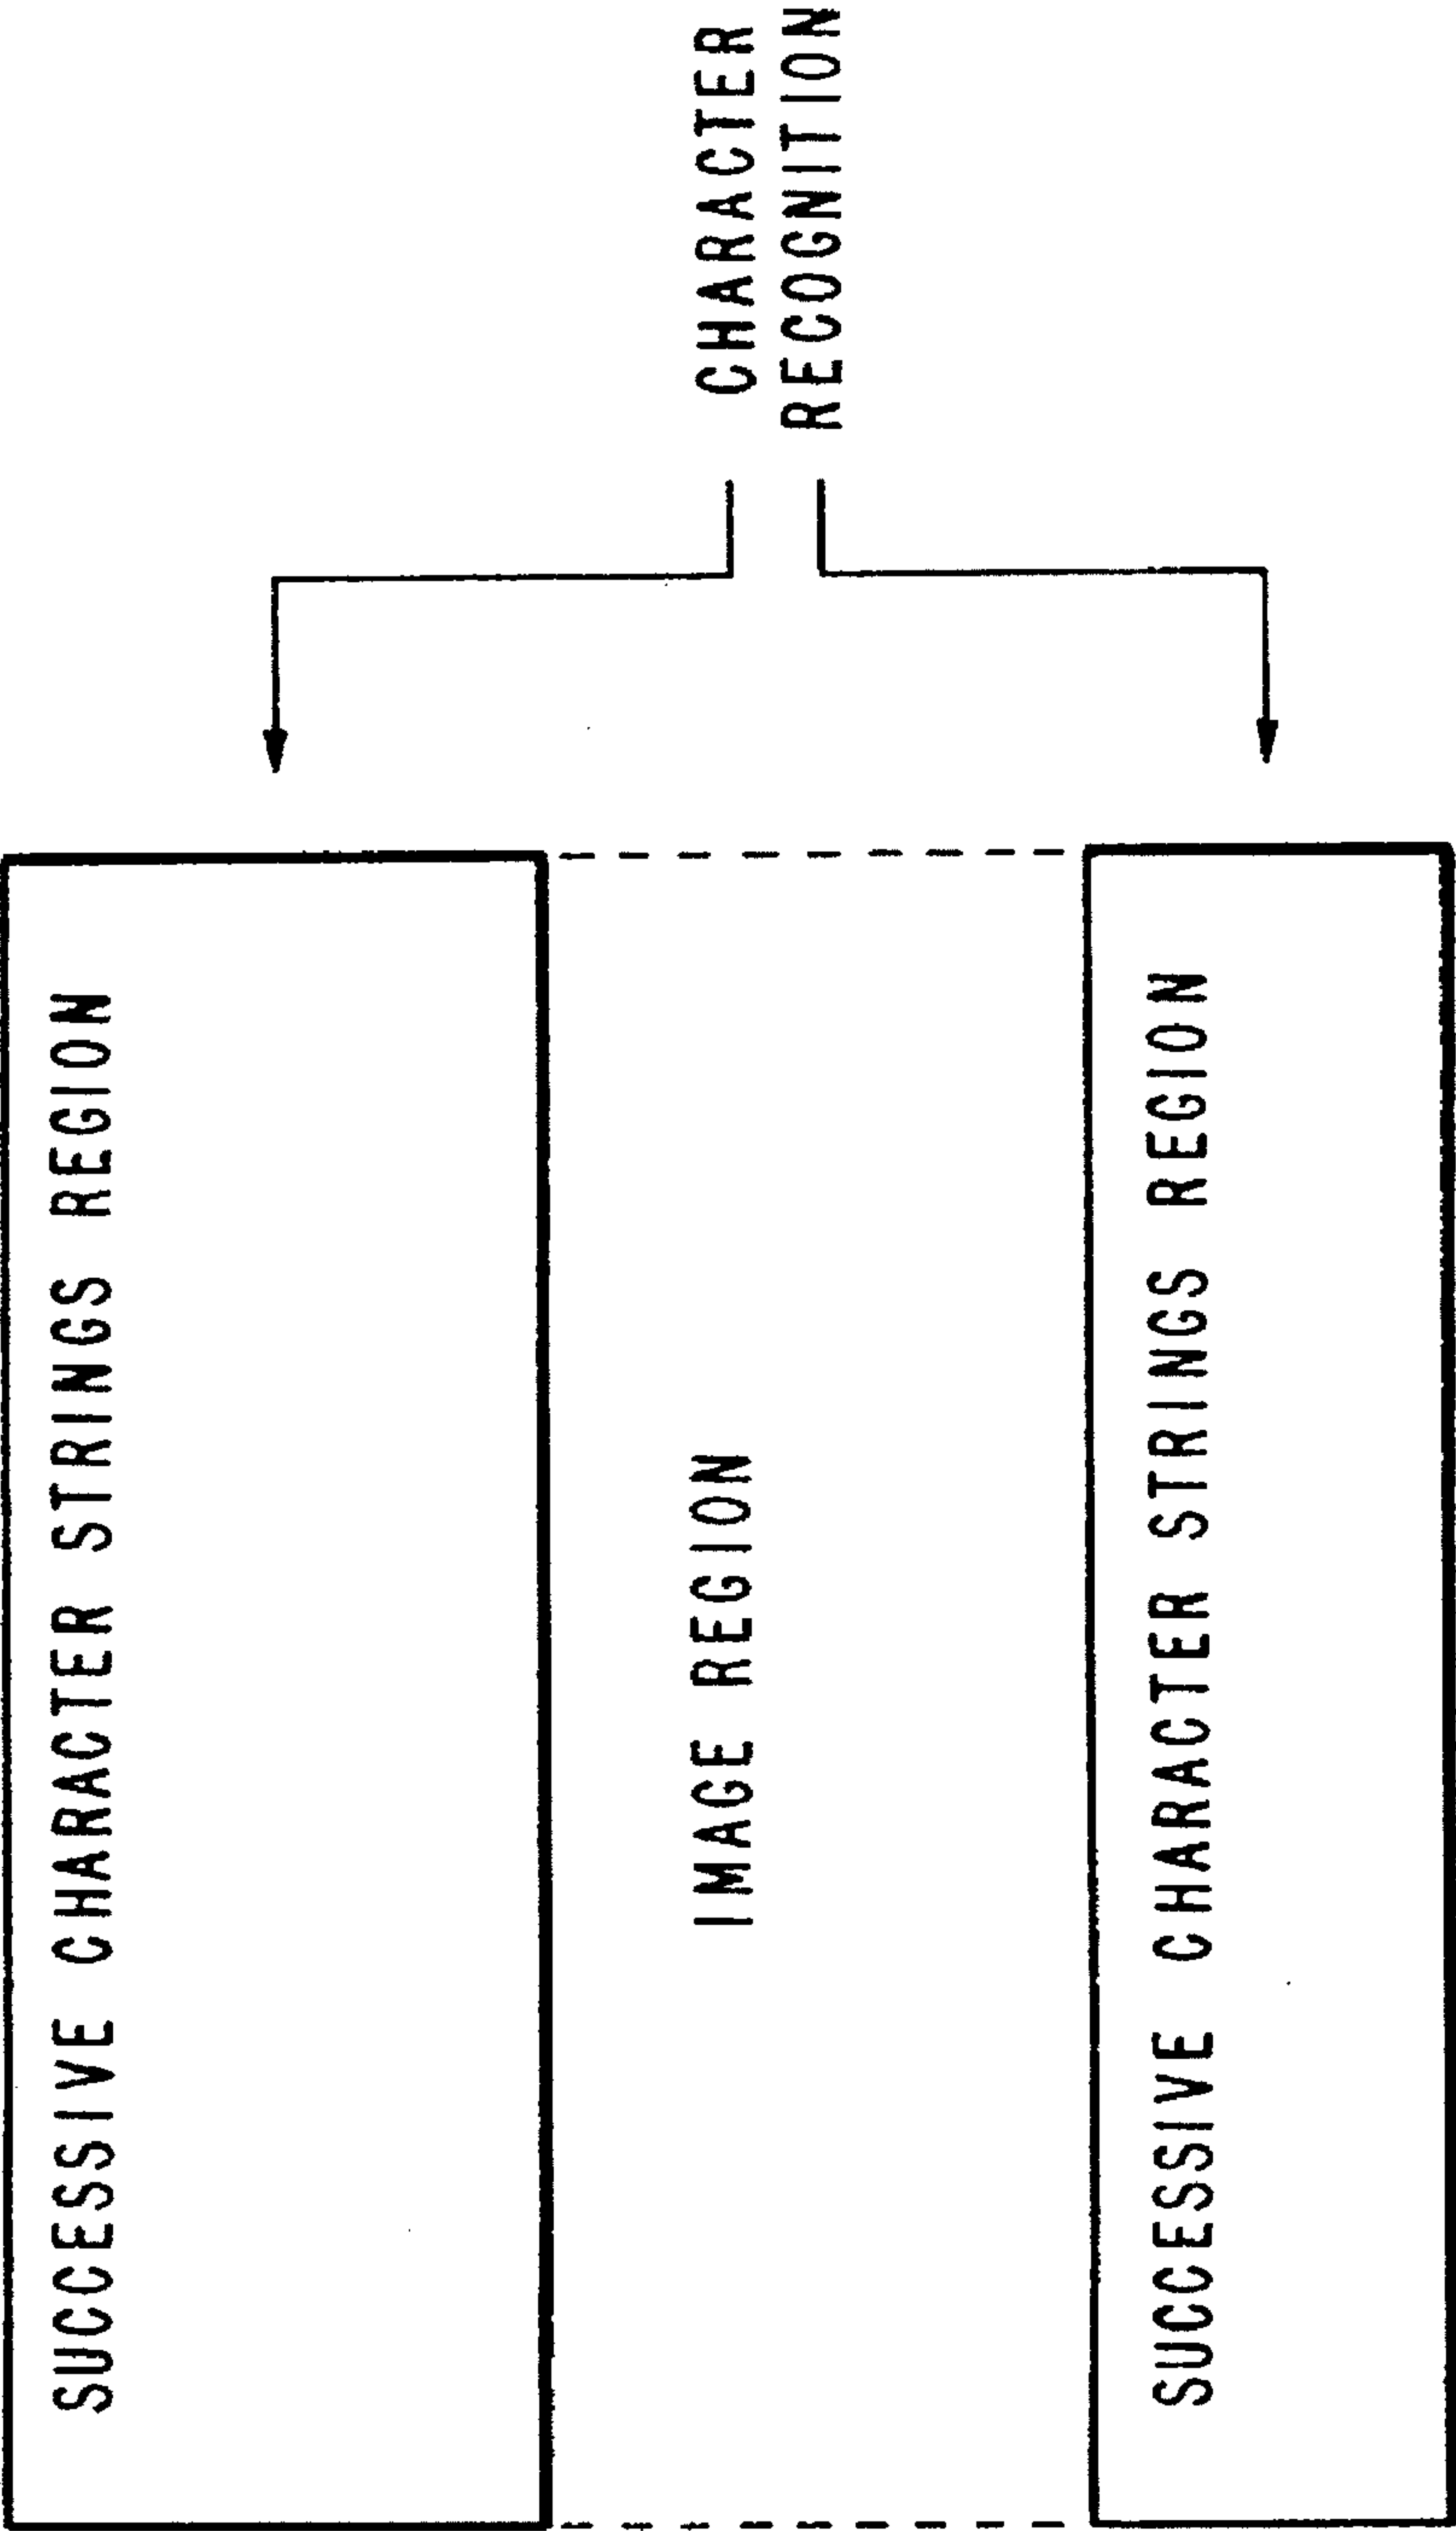 SUCCESSIVE CHARACTER STRINGS REGION
IMAGE REGION
CHARACTER
RECOGNITION
SUCCESSIVE CHARACTER STRINGS REGION